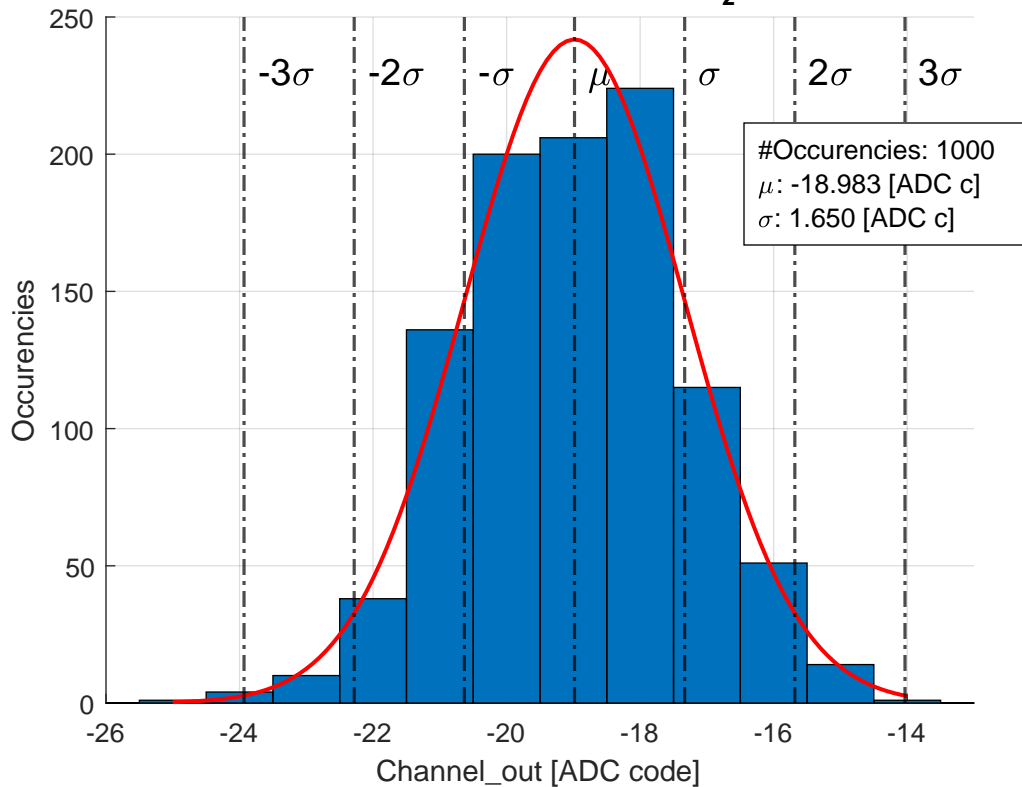 2
250
200
150
100
50
0
-3σ -2σ -σ μ σ 2σ 3σ
#Occurencies: 1000
μ: -18.983 [ADC c]
σ: 1.650 [ADC c]
Occurencies
-26 -24 -22 -20 -18 -16 -14
Channel_out [ADC code]